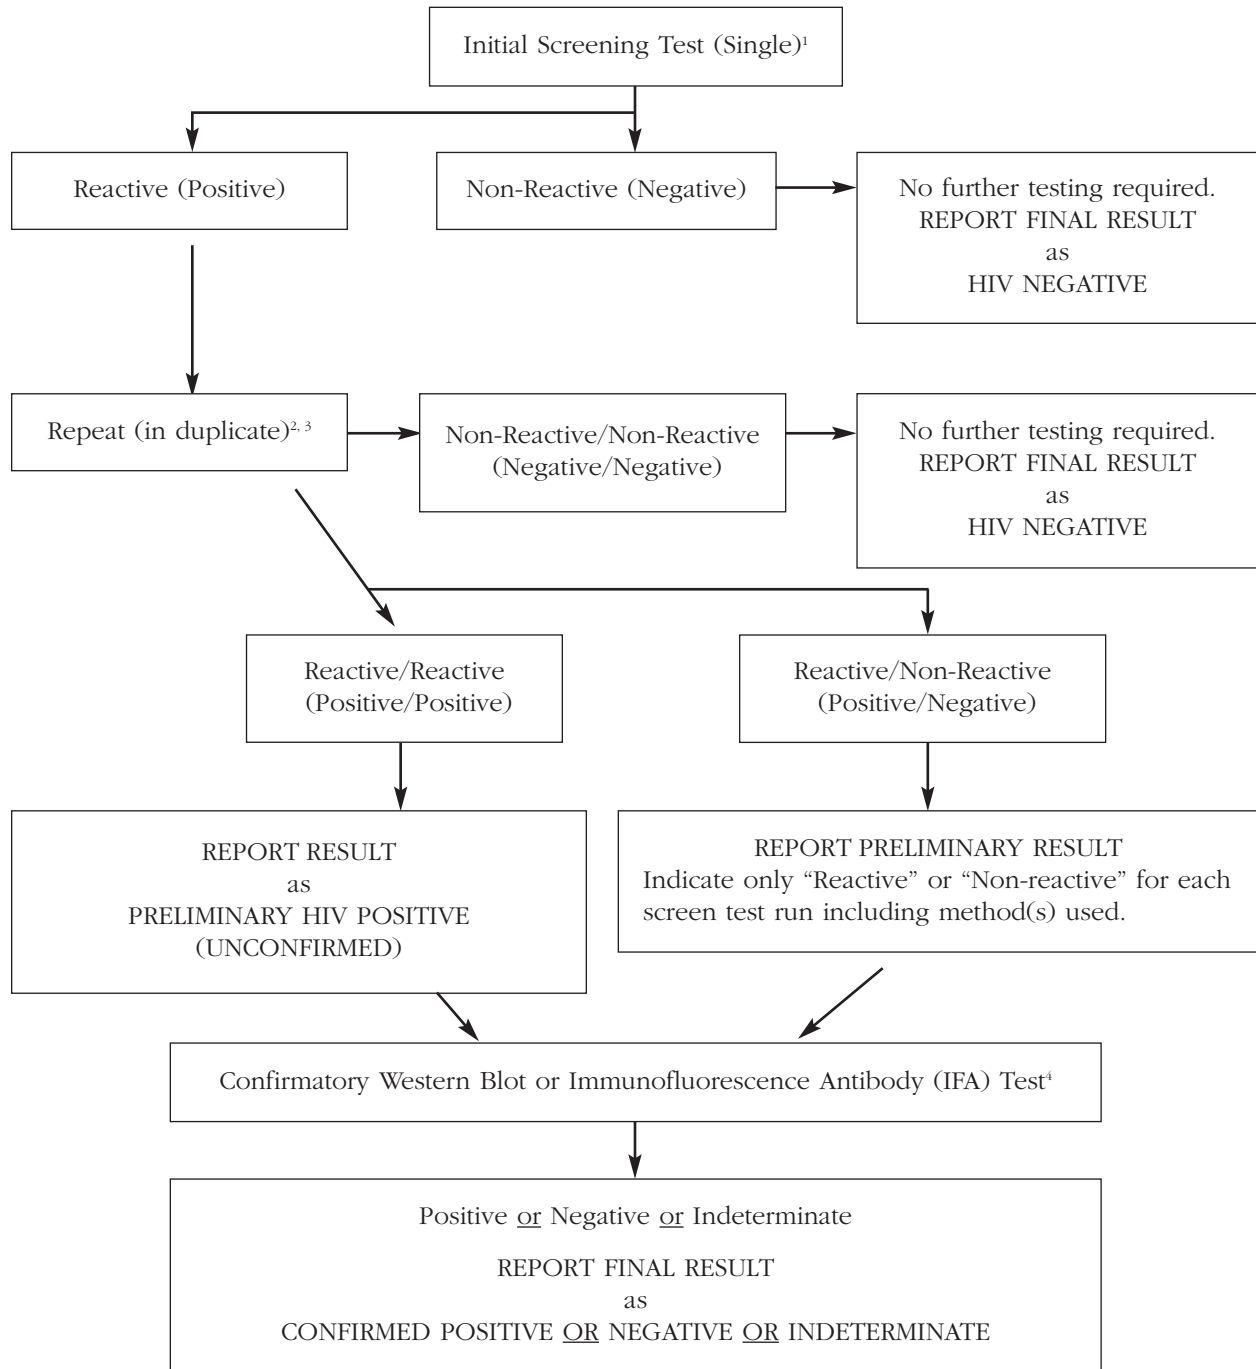 Initial Screening Test (Single)¹
Reactive (Positive)
Non-Reactive (Negative)
No further testing required.
REPORT FINAL RESULT
as
HIV NEGATIVE
Repeat (in duplicate)²,³
Non-Reactive/Non-Reactive
(Negative/Negative)
No further testing required.
REPORT FINAL RESULT
as
HIV NEGATIVE
Reactive/Reactive
(Positive/Positive)
Reactive/Non-Reactive
(Positive/Negative)
REPORT RESULT
as
PRELIMINARY HIV POSITIVE
(UNCONFIRMED)
REPORT PRELIMINARY RESULT
Indicate only “Reactive” or “Non-reactive” for each
screen test run including method(s) used.
Confirmatory Western Blot or Immunofluorescence Antibody (IFA) Test⁴
Positive or Negative or Indeterminate
REPORT FINAL RESULT
as
CONFIRMED POSITIVE OR NEGATIVE OR INDETERMINATE